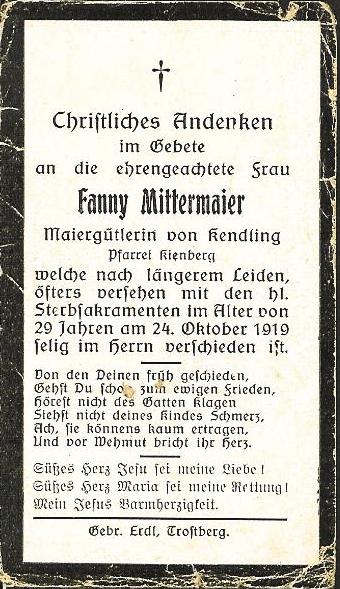 Christliches Andenken
im Gebete
an die ehrengeachtete Frau
Fanny Mittermaier
Maiergütlerin von Kendling
Pfarrei Kienberg
welche nach längerem Leiden,
öfters versehen mit den hl.
Sterbsakramenten im Alter von
29 Jahren am 24. Oktober 1919
selig im Herrn verschieden ist.
Von den Deinen früh geschieden,
Gehst Du schon zum ewigen Frieden,
Hörest nicht des Gatten Klagen
Siehst nicht deines Kindes Schmerz,
Ach, sie könnens kaum ertragen,
Und vor Wehmut bricht ihr Herz.
Süßes Herz Jesu sei meine Liebe!
Süßes Herz Maria sei meine Rettung!
Mein Jesus Barmherzigkeit.
Gebr. Erdl, Trostberg.